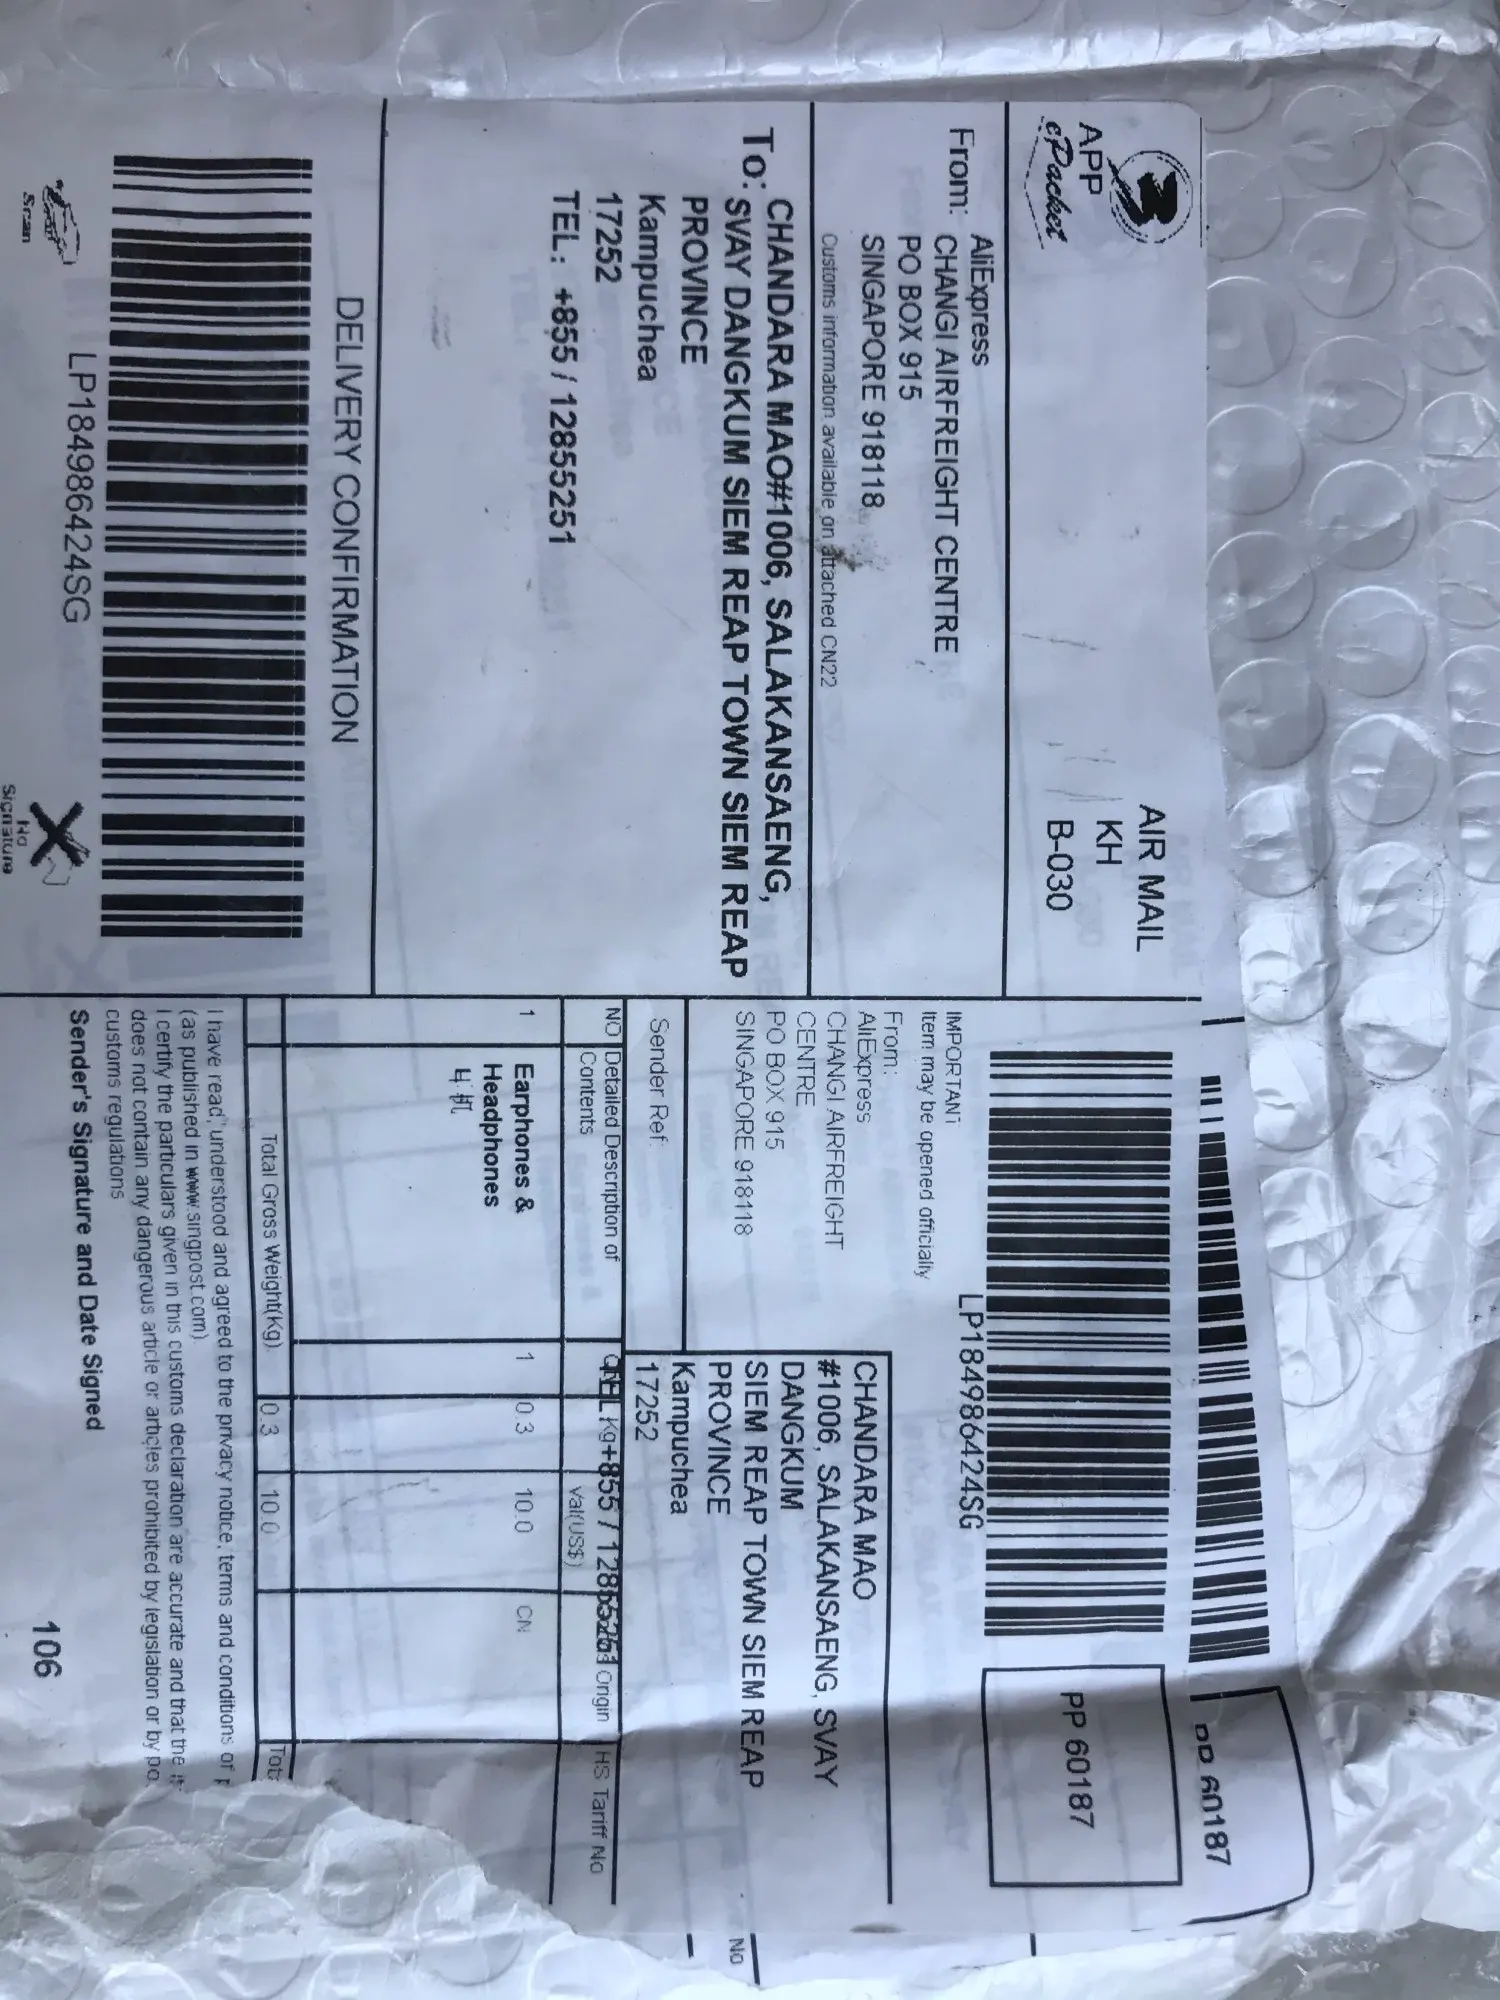 APP
ePacket
AIR MAIL
KH
B-030
AliExpress
From: CHANGI AIRFREIGHT CENTRE
PO BOX 915
SINGAPORE 918118
Customs information available on attached CN22
To: CHANDARA MAO#1006, SALAKANSAENG,
SVAY DANGKUM SIEM REAP TOWN SIEM REAP
PROVINCE
Kampuchea
17252
TEL: +855 / 12855251
DELIVERY CONFIRMATION
LP184986424SG
Scan
No
Signature
PP 60187
LP184986424SG
PP 60187
IMPORTANT
Item may be opened officially
From:
AliExpress
CHANGI AIRFREIGHT
CENTRE
PO BOX 915
SINGAPORE 918118
CHANDARA MAO
#1006, SALAKANSAENG, SVAY
DANGKUM
SIEM REAP TOWN SIEM REAP
PROVINCE
Kampuchea
17252
TEL +855 / 12855251
Sender Ref
No
NO Detailed Description of Contents Kg Val(US$) Origin HS Tariff No
1 Earphones & Headphones 1 0.3 10.0 CN
Total Gross Weight(Kg) 0.3 10.0
I have read, understood and agreed to the privacy notice, terms and conditions of
(as published in www.singpost.com)
I certify the particulars given in this customs declaration are accurate and that the
does not contain any dangerous article or articles prohibited by legislation or by
customs regulations
Sender's Signature and Date Signed
106